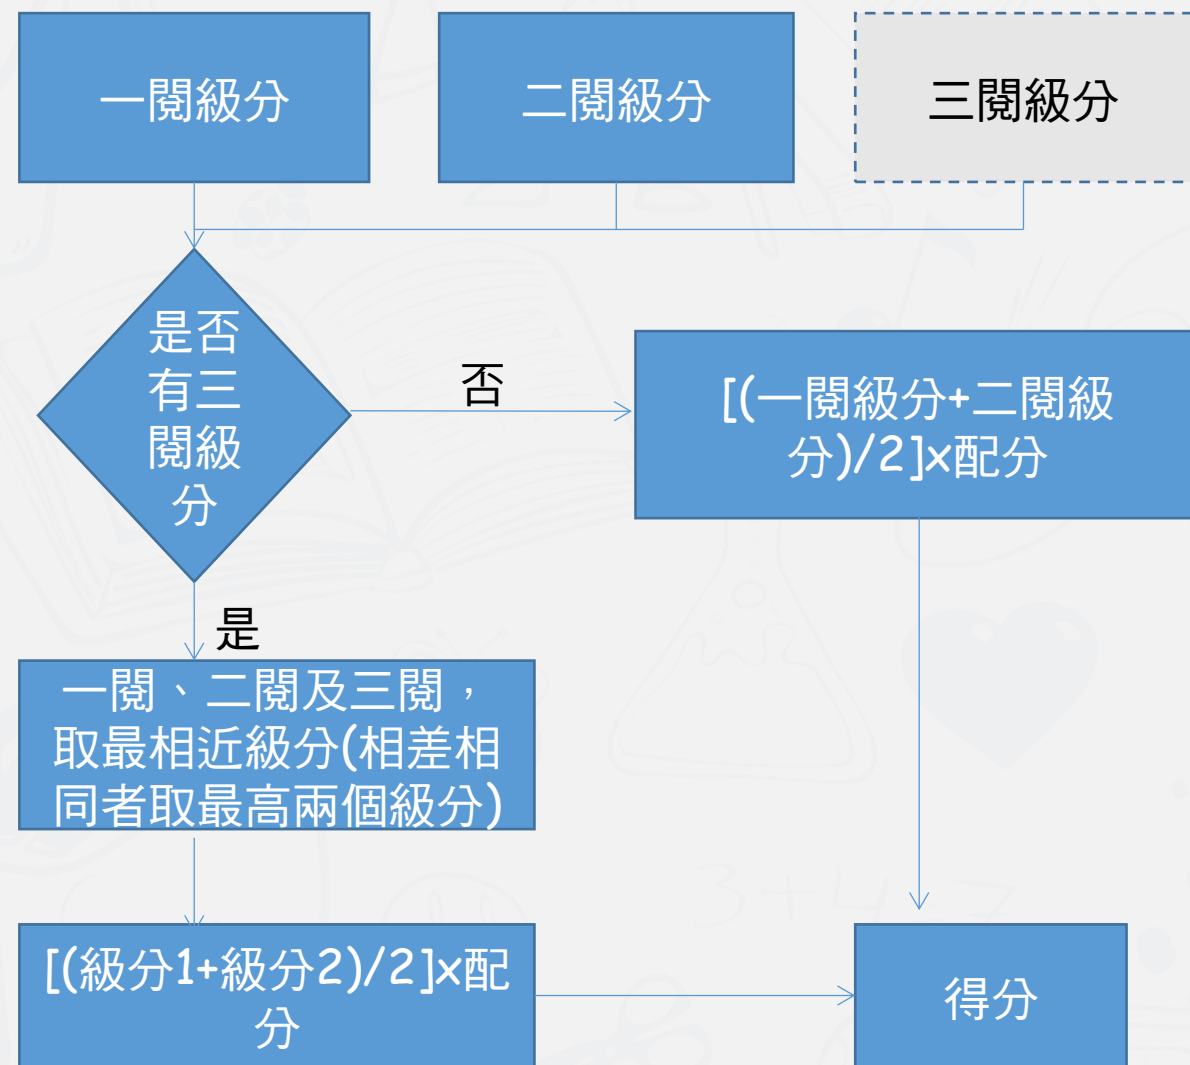 一閱級分
二閱級分
三閱級分
是否
有三
閱級
分
否
[(一閱級分+二閱級
分)/2]x配分
是
一閱、二閱及三閱，
取最相近級分(相差相
同者取最高兩個級分)
[(級分1+級分2)/2]x配
分
得分
3+4=7